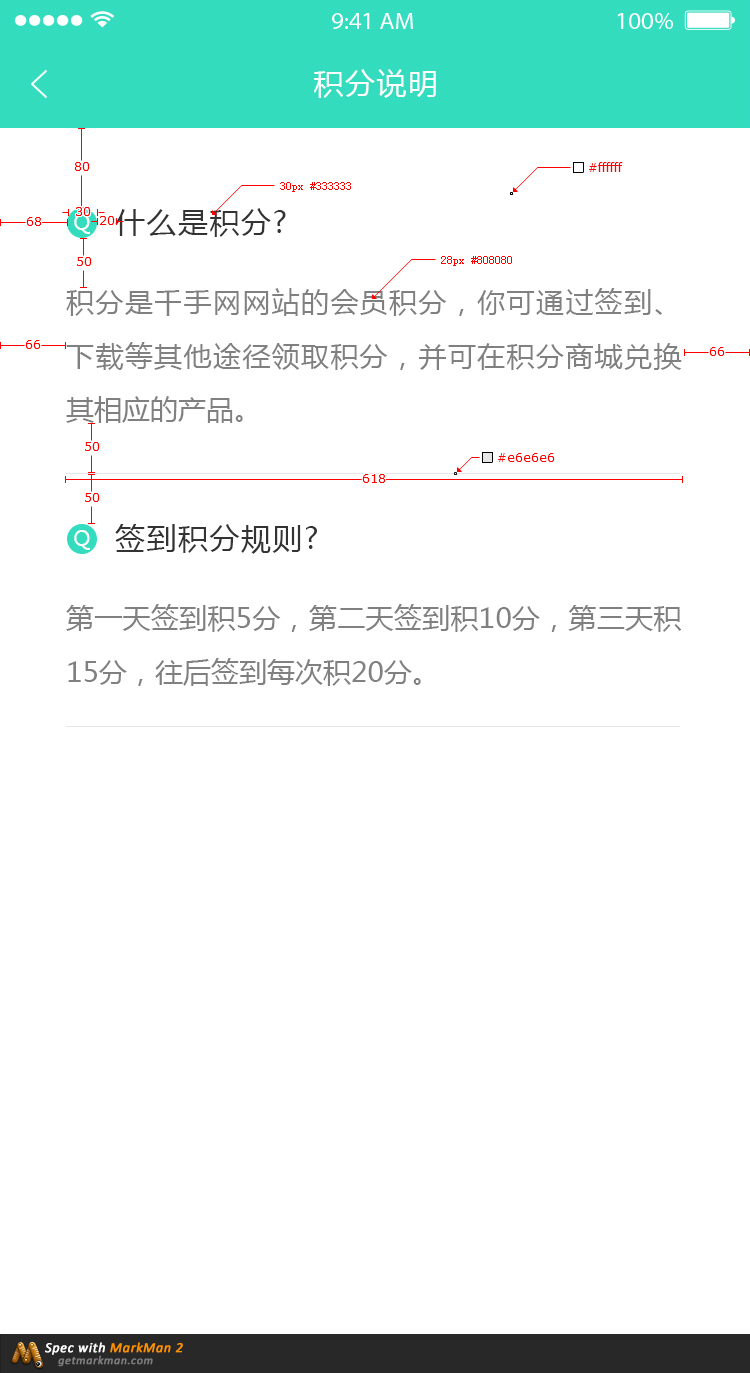 9:41 AM 100%
积分说明
80
#ffffff
30px #333333
30
68 Q 20 什么是积分?
50
28px #808080
积分是千手网网站的会员积分，你可通过签到、
66 下载等其他途径领取积分，并可在积分商城兑换 66
其相应的产品。
50
#e6e6e6
618
50
Q 签到积分规则?
第一天签到积5分，第二天签到积10分，第三天积
15分，往后签到每次积20分。
Spec with MarkMan 2
getmarkman.com